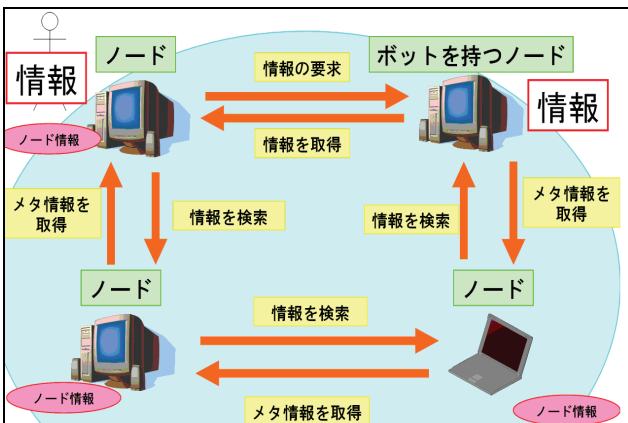 ノード
ボットを持つノード
情報
情報の要求
情報
ノード情報
情報を取得
メタ情報を
取得
情報を検索
情報を検索
メタ情報を
取得
ノード
ノード
情報を検索
ノード情報
メタ情報を取得
ノード情報